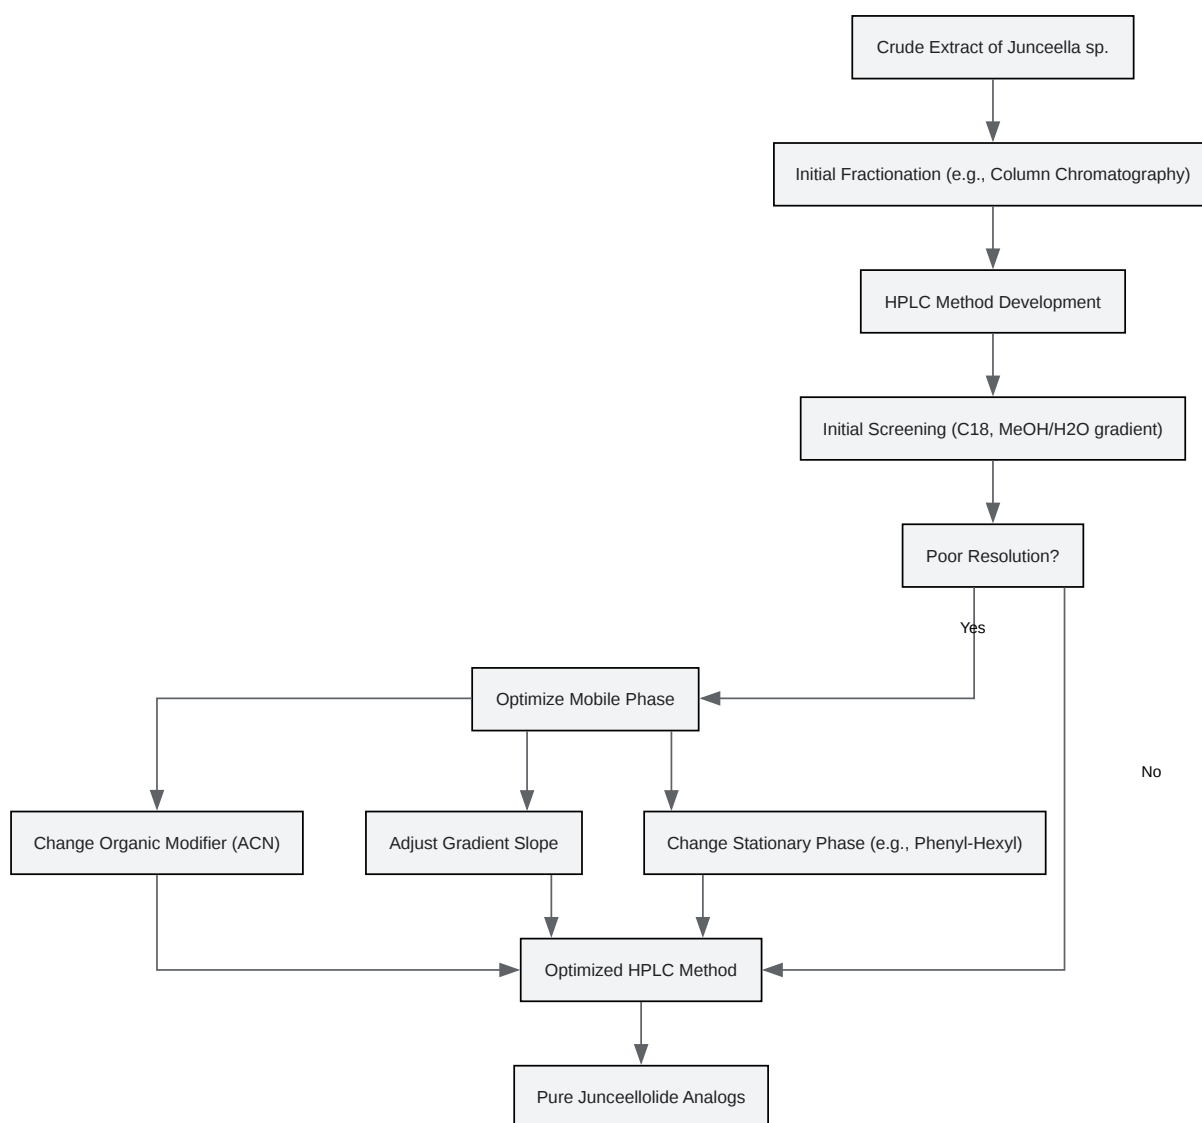 Crude Extract of Junceella sp.
Initial Fractionation (e.g., Column Chromatography)
HPLC Method Development
Initial Screening (C18, MeOH/H2O gradient)
Poor Resolution?
Yes
Optimize Mobile Phase
No
Change Organic Modifier (ACN)
Adjust Gradient Slope
Change Stationary Phase (e.g., Phenyl-Hexyl)
Optimized HPLC Method
Pure Junceellolide Analogs